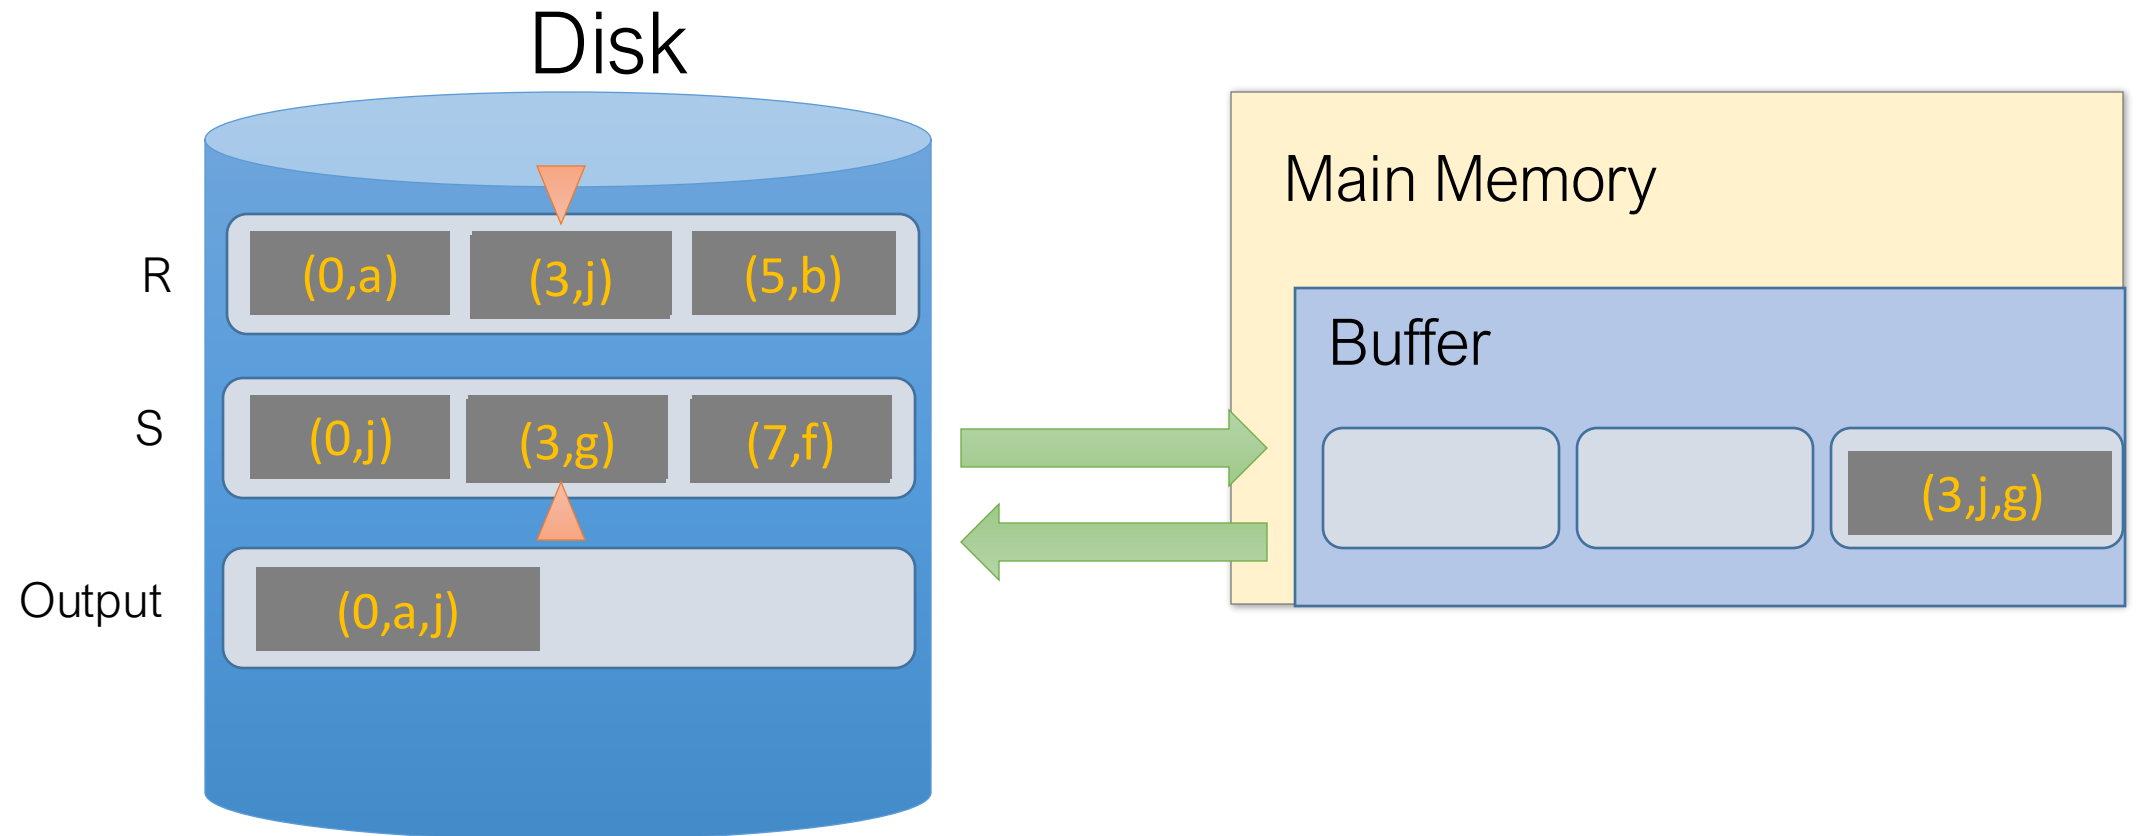 Disk
R
(0,a) (3,j) (5,b)
S
(0,j) (3,g) (7,f)
Output
(0,a,j)
Main Memory
Buffer
(3,j,g)